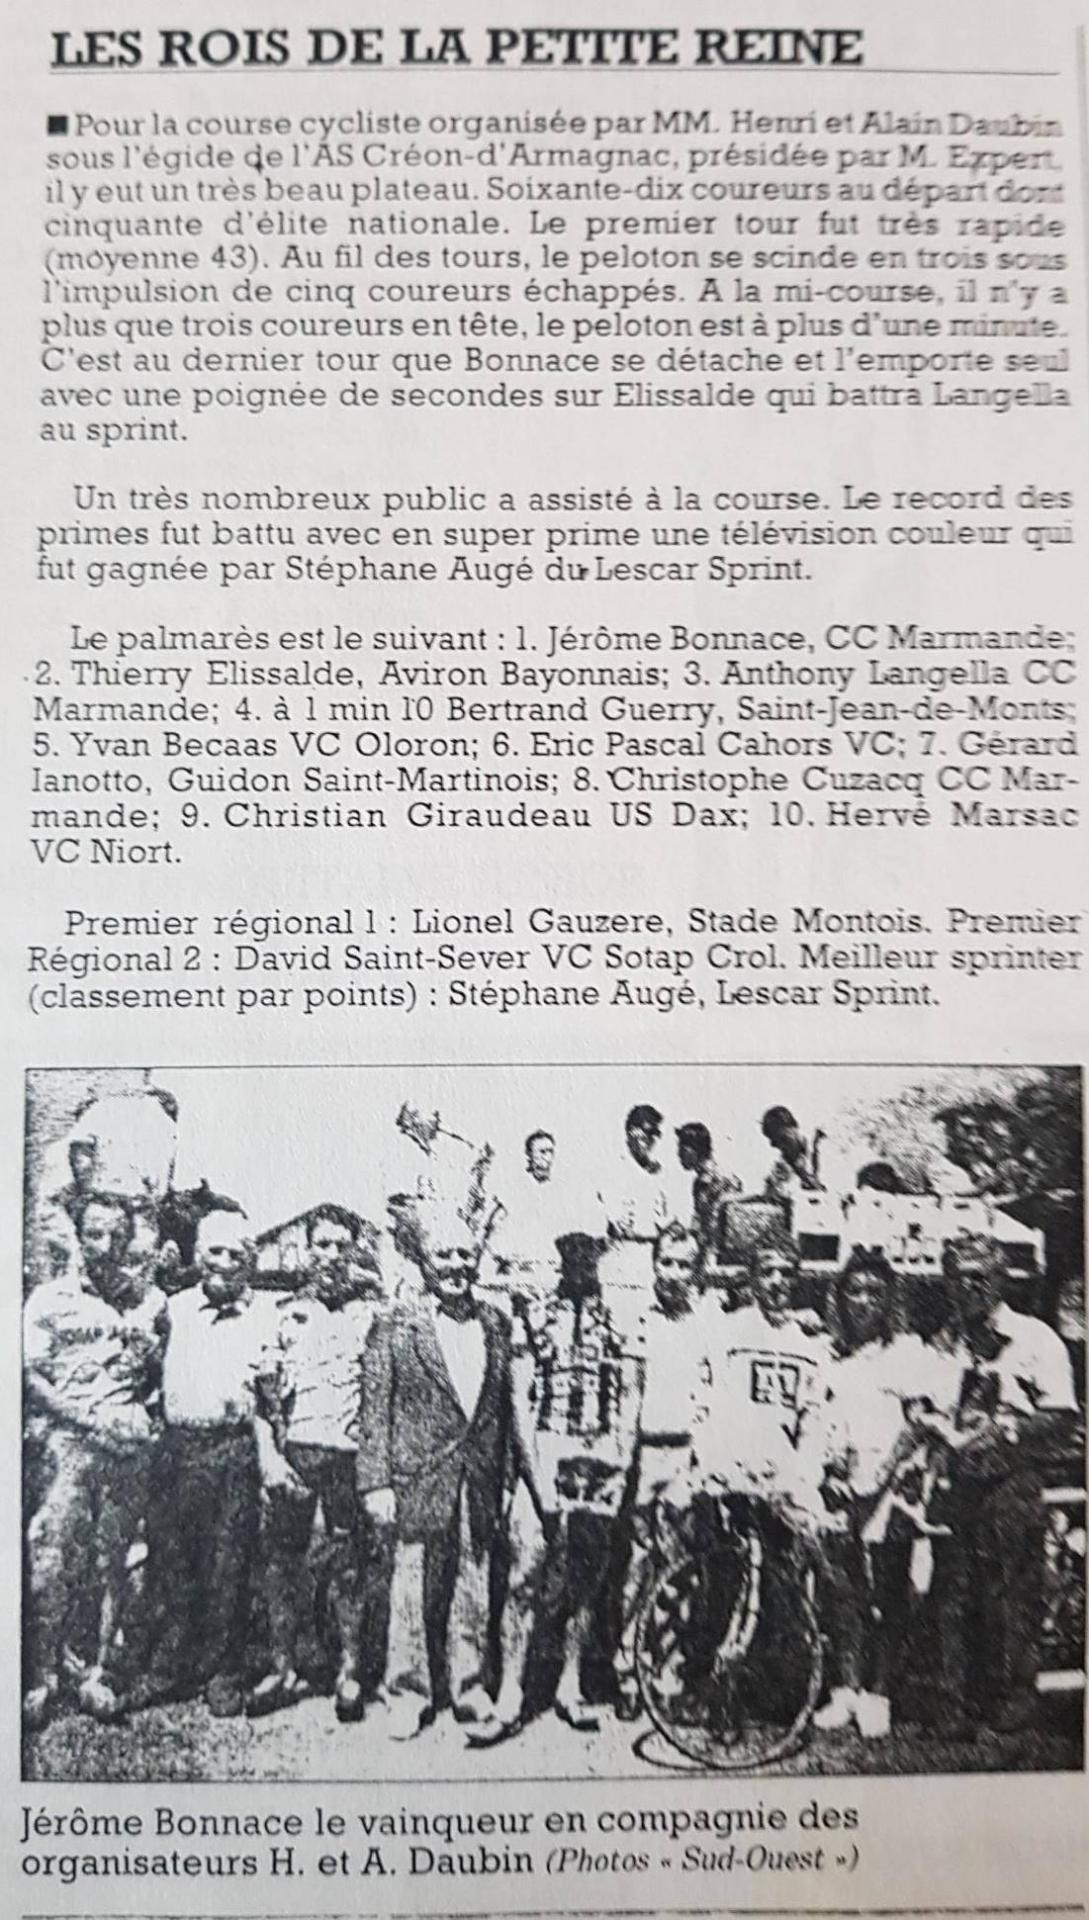 LES ROIS DE LA PETITE REINE
■ Pour la course cycliste organisée par MM. Henri et Alain Daubin
sous l'égide de l'AS Créon-d'Armagnac, présidée par M. Expert,
il y eut un très beau plateau. Soixante-dix coureurs au départ dont
cinquante d'élite nationale. Le premier tour fut très rapide
(moyenne 43). Au fil des tours, le peloton se scinde en trois sous
l'impulsion de cinq coureurs échappés. A la mi-course, il n'y a
plus que trois coureurs en tête, le peloton est à plus d'une minute.
C'est au dernier tour que Bonnace se détache et l'emporte seul
avec une poignée de secondes sur Elissalde qui battra Langella
au sprint.
Un très nombreux public a assisté à la course. Le record des
primes fut battu avec en super prime une télévision couleur qui
fut gagnée par Stéphane Augé du Lescar Sprint.
Le palmarès est le suivant : 1. Jérôme Bonnace, CC Marmande;
2. Thierry Elissalde, Aviron Bayonnais; 3. Anthony Langella CC
Marmande; 4. à 1 min 10 Bertrand Guerry, Saint-Jean-de-Monts;
5. Yvan Becaas VC Oloron; 6. Eric Pascal Cahors VC; 7. Gérard
Ianotto, Guidon Saint-Martinois; 8. Christophe Cuzacq CC Mar-
mande; 9. Christian Giraudeau US Dax; 10. Hervé Marsac
VC Niort.
Premier régional 1 : Lionel Gauzere, Stade Montois. Premier
Régional 2 : David Saint-Sever VC Sotap Crol. Meilleur sprinter
(classement par points) : Stéphane Augé, Lescar Sprint.
Jérôme Bonnace le vainqueur en compagnie des
organisateurs H. et A. Daubin (Photos « Sud-Ouest »)